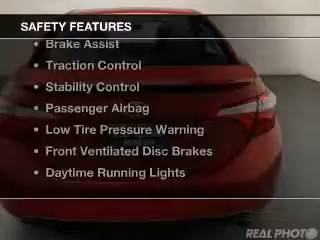 SAFETY FEATURES
• Brake Assist
• Traction Control
• Stability Control
• Passenger Airbag
• Low Tire Pressure Warning
• Front Ventilated Disc Brakes
• Daytime Running Lights
REAL PHOTO